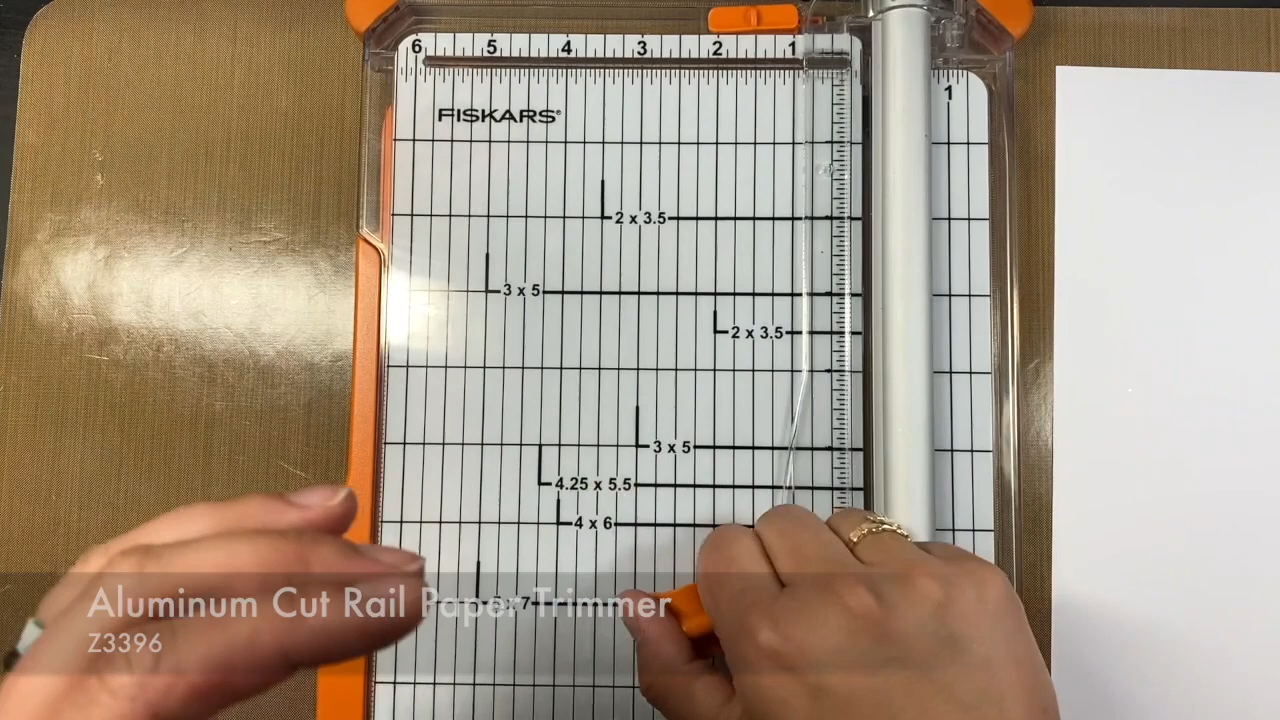 6 5 4 3 2 1
1
FISKARS®
2 x 3.5
3 x 5
2 x 3.5
3 x 5
4.25 x 5.5
4 x 6
x 7
Aluminum Cut Rail Paper Trimmer
Z3396